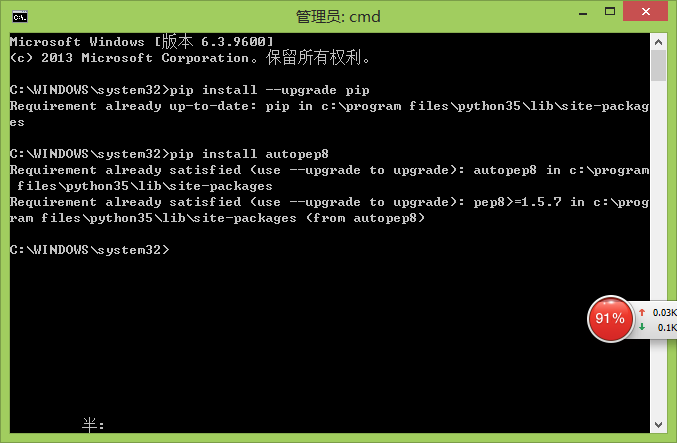 管理员: cmd
Microsoft Windows [版本 6.3.9600]
(c) 2013 Microsoft Corporation。保留所有权利。
C:\WINDOWS\system32>pip install --upgrade pip
Requirement already up-to-date: pip in c:\program files\python35\lib\site-packag
es
C:\WINDOWS\system32>pip install autopep8
Requirement already satisfied (use --upgrade to upgrade): autopep8 in c:\program
 files\python35\lib\site-packages
Requirement already satisfied (use --upgrade to upgrade): pep8>=1.5.7 in c:\prog
ram files\python35\lib\site-packages (from autopep8)
C:\WINDOWS\system32>
91%
↑ 0.03K
↓ 0.1K
半: